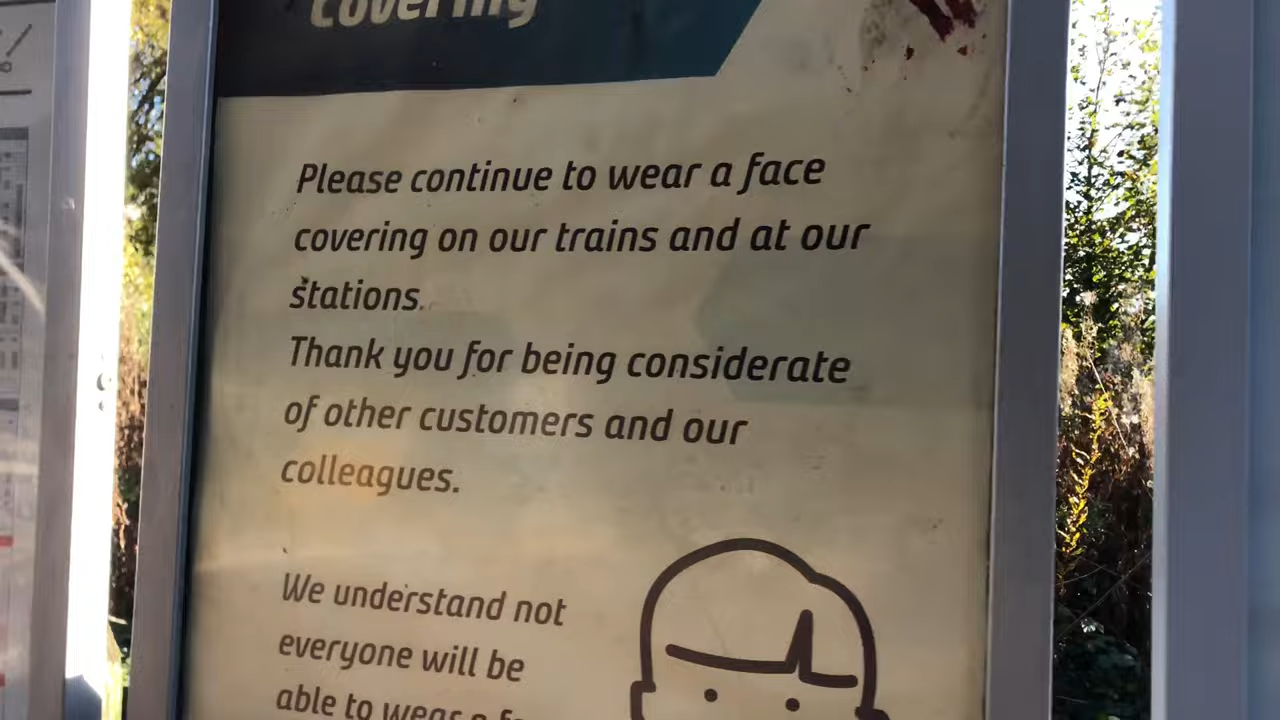 covering
Please continue to wear a face
covering on our trains and at our
stations.
Thank you for being considerate
of other customers and our
colleagues.
We understand not
everyone will be
able to wear a